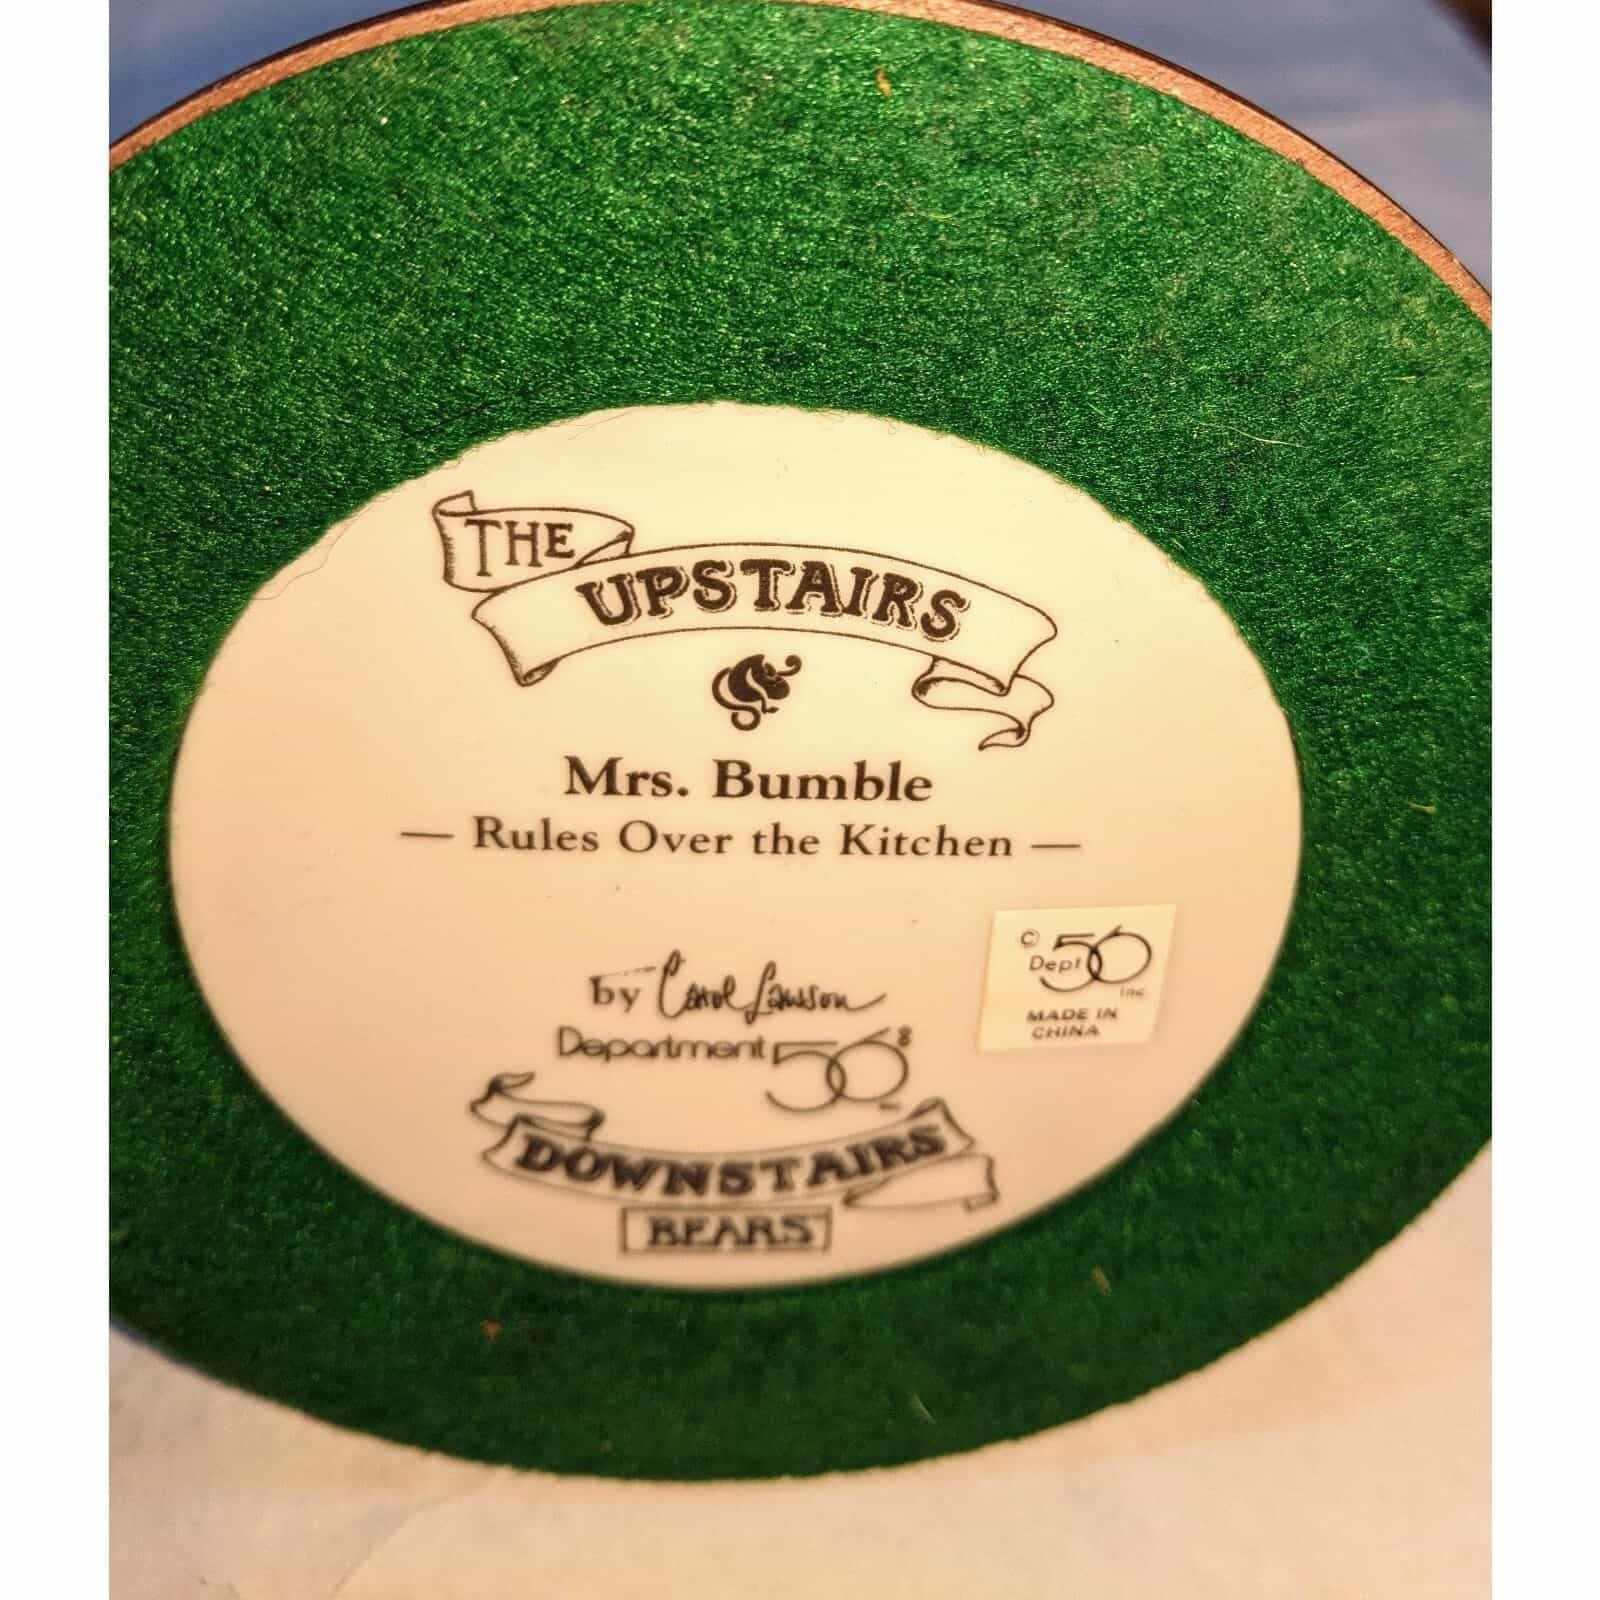 THE
UPSTAIRS
Mrs. Bumble
— Rules Over the Kitchen —
by Carol Lawson
Department 56®
DOWNSTAIRS
BEARS
© Dept 56 inc.
MADE IN
CHINA